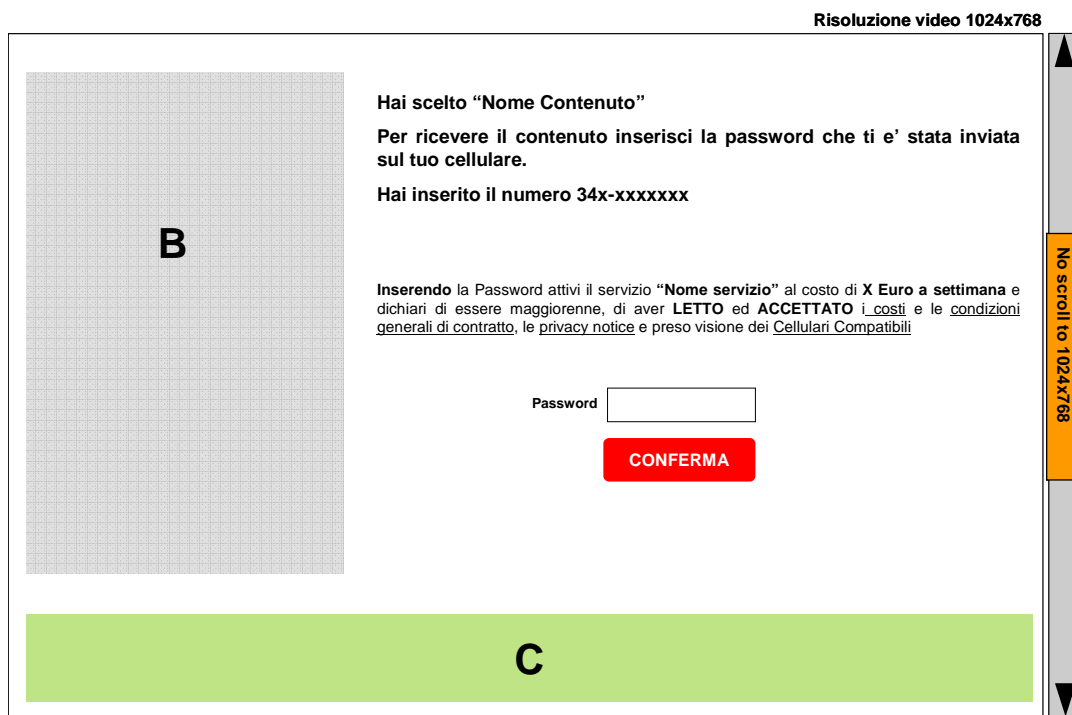 Risoluzione video 1024x768
Hai scelto “Nome Contenuto”
Per ricevere il contenuto inserisci la password che ti e’ stata inviata
sul tuo cellulare.
Hai inserito il numero 34x-xxxxxxx
B
Inserendo la Password attivi il servizio “Nome servizio” al costo di X Euro a settimana e
dichiari di essere maggiorenne, di aver LETTO ed ACCETTATO i costi e le condizioni
generali di contratto, le privacy notice e preso visione dei Cellulari Compatibili
Password
CONFERMA
No scroll to 1024x768
C